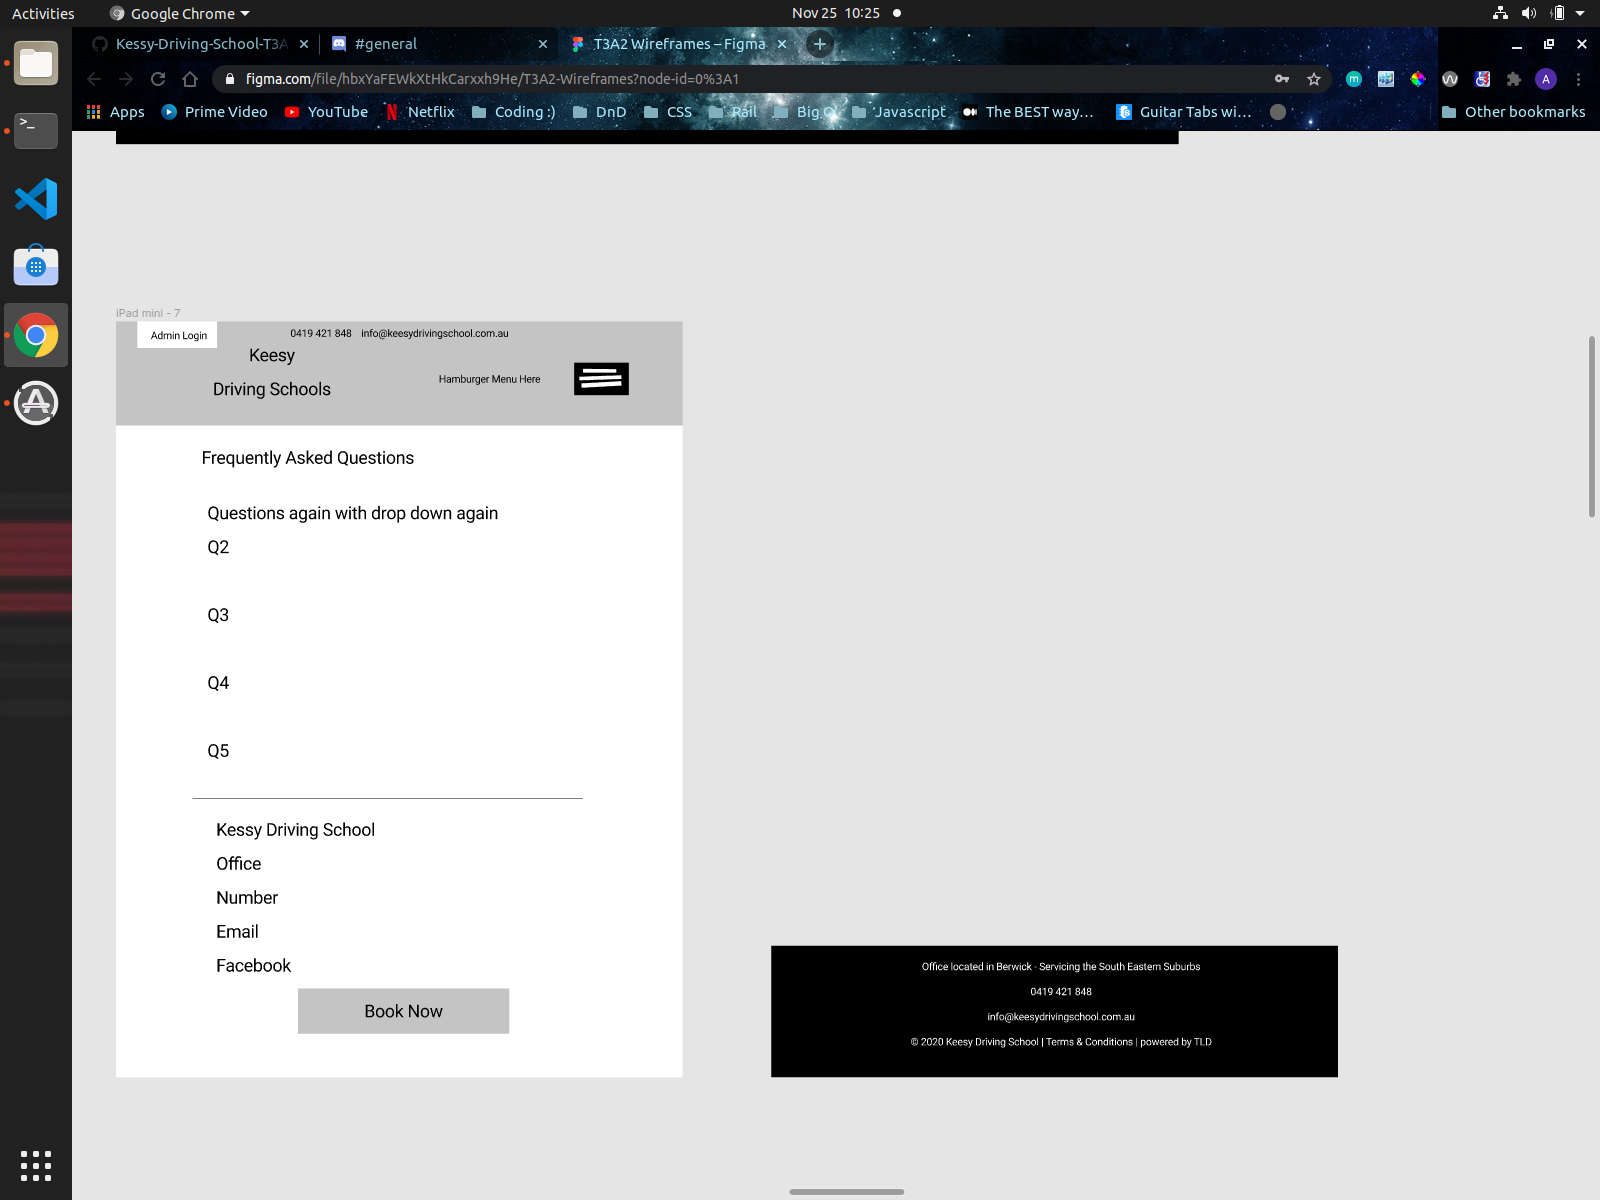 Activities
Google Chrome
Nov 25 10:25
Kessy-Driving-School-T3A
#general
T3A2 Wireframes – Figma
figma.com/file/hbxYaFEWkXtHkCarxxh9He/T3A2-Wireframes?node-id=0%3A1
A
Apps
Prime Video
YouTube
Netflix
Coding :)
DnD
CSS
Rail
Big O
Javascript
The BEST way...
Guitar Tabs wi...
Other bookmarks
iPad mini - 7
Admin Login
0419 421 848 info@keesydrivingschool.com.au
Keesy
Driving Schools
Hamburger Menu Here
Frequently Asked Questions
Questions again with drop down again
Q2
Q3
Q4
Q5
Kessy Driving School
Office
Number
Email
Facebook
Book Now
Office located in Berwick - Servicing the South Eastern Suburbs
0419 421 848
info@keesydrivingschool.com.au
© 2020 Keesy Driving School | Terms & Conditions | powered by TLD